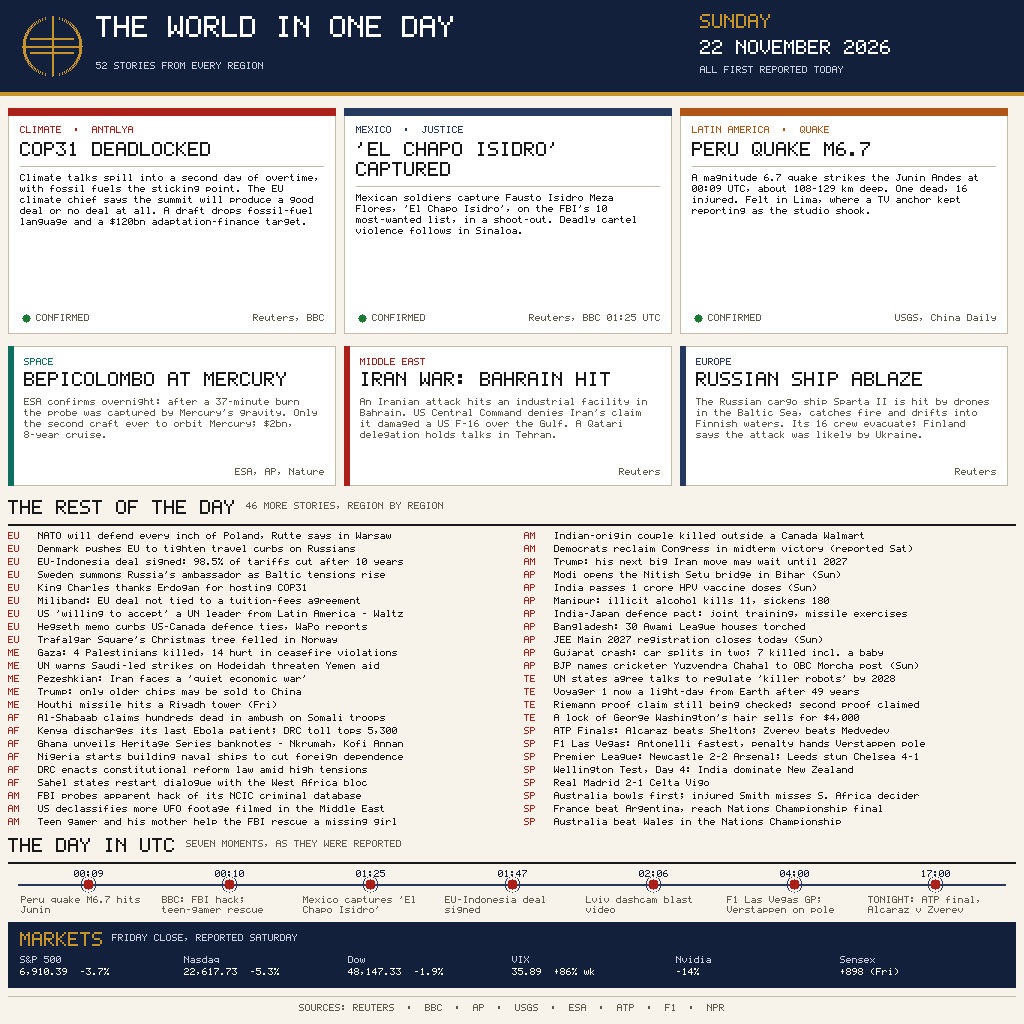 THE WORLD IN ONE DAY
52 STORIES FROM EVERY REGION
SUNDAY
22 NOVEMBER 2026
ALL FIRST REPORTED TODAY
CLIMATE • ANTALYA
COP31 DEADLOCKED
Climate talks spill into a second day of overtime,
with fossil fuels the sticking point. The EU
climate chief says the summit will produce a good
deal or no deal at all. A draft drops fossil-fuel
language and a $120bn adaptation-finance target.
CONFIRMED
Reuters, BBC
MEXICO • JUSTICE
'EL CHAPO ISIDRO'
CAPTURED
Mexican soldiers capture Fausto Isidro Meza
Flores, 'El Chapo Isidro', on the FBI's 10
most-wanted list, in a shoot-out. Deadly cartel
violence follows in Sinaloa.
CONFIRMED
Reuters, BBC 01:25 UTC
LATIN AMERICA • QUAKE
PERU QUAKE M6.7
A magnitude 6.7 quake strikes the Junin Andes at
00:09 UTC, about 108-129 km deep. One dead, 16
injured. Felt in Lima, where a TV anchor kept
reporting as the studio shook.
CONFIRMED
USGS, China Daily
SPACE
BEPICOLOMBO AT MERCURY
ESA confirms overnight: after a 37-minute burn
the probe was captured by Mercury's gravity. Only
the second craft ever to orbit Mercury; $2bn,
8-year cruise.
ESA, AP, Nature
MIDDLE EAST
IRAN WAR: BAHRAIN HIT
An Iranian attack hits an industrial facility in
Bahrain. US Central Command denies Iran's claim
it damaged a US F-16 over the Gulf. A Qatari
delegation holds talks in Tehran.
Reuters
EUROPE
RUSSIAN SHIP ABLAZE
The Russian cargo ship Sparta II is hit by drones
in the Baltic Sea, catches fire and drifts into
Finnish waters. Its 16 crew evacuate; Finland
says the attack was likely by Ukraine.
Reuters
THE REST OF THE DAY 46 MORE STORIES, REGION BY REGION
EU NATO will defend every inch of Poland, Rutte says in Warsaw
EU Denmark pushes EU to tighten travel curbs on Russians
EU EU-Indonesia deal signed: 98.5% of tariffs cut after 10 years
EU Sweden summons Russia's ambassador as Baltic tensions rise
EU King Charles thanks Erdogan for hosting COP31
EU Miliband: EU deal not tied to a tuition-fees agreement
EU US 'willing to accept' a UN leader from Latin America - Waltz
EU Hegseth memo curbs US-Canada defence ties, WaPo reports
EU Trafalgar Square's Christmas tree felled in Norway
ME Gaza: 4 Palestinians killed, 14 hurt in ceasefire violations
ME UN warns Saudi-led strikes on Hodeidah threaten Yemen aid
ME Pezeshkian: Iran faces a 'quiet economic war'
ME Trump: only older chips may be sold to China
ME Houthi missile hits a Riyadh tower (Fri)
AF Al-Shabaab claims hundreds dead in ambush on Somali troops
AF Kenya discharges its last Ebola patient; DRC toll tops 5,300
AF Ghana unveils Heritage Series banknotes - Nkrumah, Kofi Annan
AF Nigeria starts building naval ships to cut foreign dependence
AF DRC enacts constitutional reform law amid high tensions
AF Sahel states restart dialogue with the West Africa bloc
AM FBI probes apparent hack of its NCIC criminal database
AM US declassifies more UFO footage filmed in the Middle East
AM Teen gamer and his mother help the FBI rescue a missing girl
AM Indian-origin couple killed outside a Canada Walmart
AM Democrats reclaim Congress in midterm victory (reported Sat)
AM Trump: his next big Iran move may wait until 2027
AP Modi opens the Nitish Setu bridge in Bihar (Sun)
AP India passes 1 crore HPV vaccine doses (Sun)
AP Manipur: illicit alcohol kills 11, sickens 180
AP India-Japan defence pact: joint training, missile exercises
AP Bangladesh: 30 Awami League houses torched
AP JEE Main 2027 registration closes today (Sun)
AP Gujarat crash: car splits in two; 7 killed incl. a baby
AP BJP names cricketer Yuzvendra Chahal to OBC Morcha post (Sun)
TE UN states agree talks to regulate 'killer robots' by 2028
TE Voyager 1 now a light-day from Earth after 49 years
TE Riemann proof claim still being checked; second proof claimed
TE A lock of George Washington's hair sells for $4,000
SP ATP Finals: Alcaraz beats Shelton; Zverev beats Medvedev
SP F1 Las Vegas: Antonelli fastest, penalty hands Verstappen pole
SP Premier League: Newcastle 2-2 Arsenal; Leeds stun Chelsea 4-1
SP Wellington Test, Day 4: India dominate New Zealand
SP Real Madrid 2-1 Celta Vigo
SP Australia bowls first; injured Smith misses S. Africa decider
SP France beat Argentina, reach Nations Championship final
SP Australia beat Wales in the Nations Championship
THE DAY IN UTC SEVEN MOMENTS, AS THEY WERE REPORTED
00:09
Peru quake M6.7 hits
Junin
00:10
BBC: FBI hack;
teen-gamer rescue
01:25
Mexico captures 'El
Chapo Isidro'
01:47
EU-Indonesia deal
signed
02:06
Lviv dashcam blast
video
04:00
F1 Las Vegas GP;
Verstappen on pole
17:00
TONIGHT: ATP final,
Alcaraz v Zverev
MARKETS FRIDAY CLOSE, REPORTED SATURDAY
S&P 500
6,910.39 -3.7%
Nasdaq
22,617.73 -5.3%
Dow
48,147.33 -1.9%
VIX
35.89 +86% wk
Nvidia
-14%
Sensex
+898 (Fri)
SOURCES: REUTERS • BBC • AP • USGS • ESA • ATP • F1 • NPR